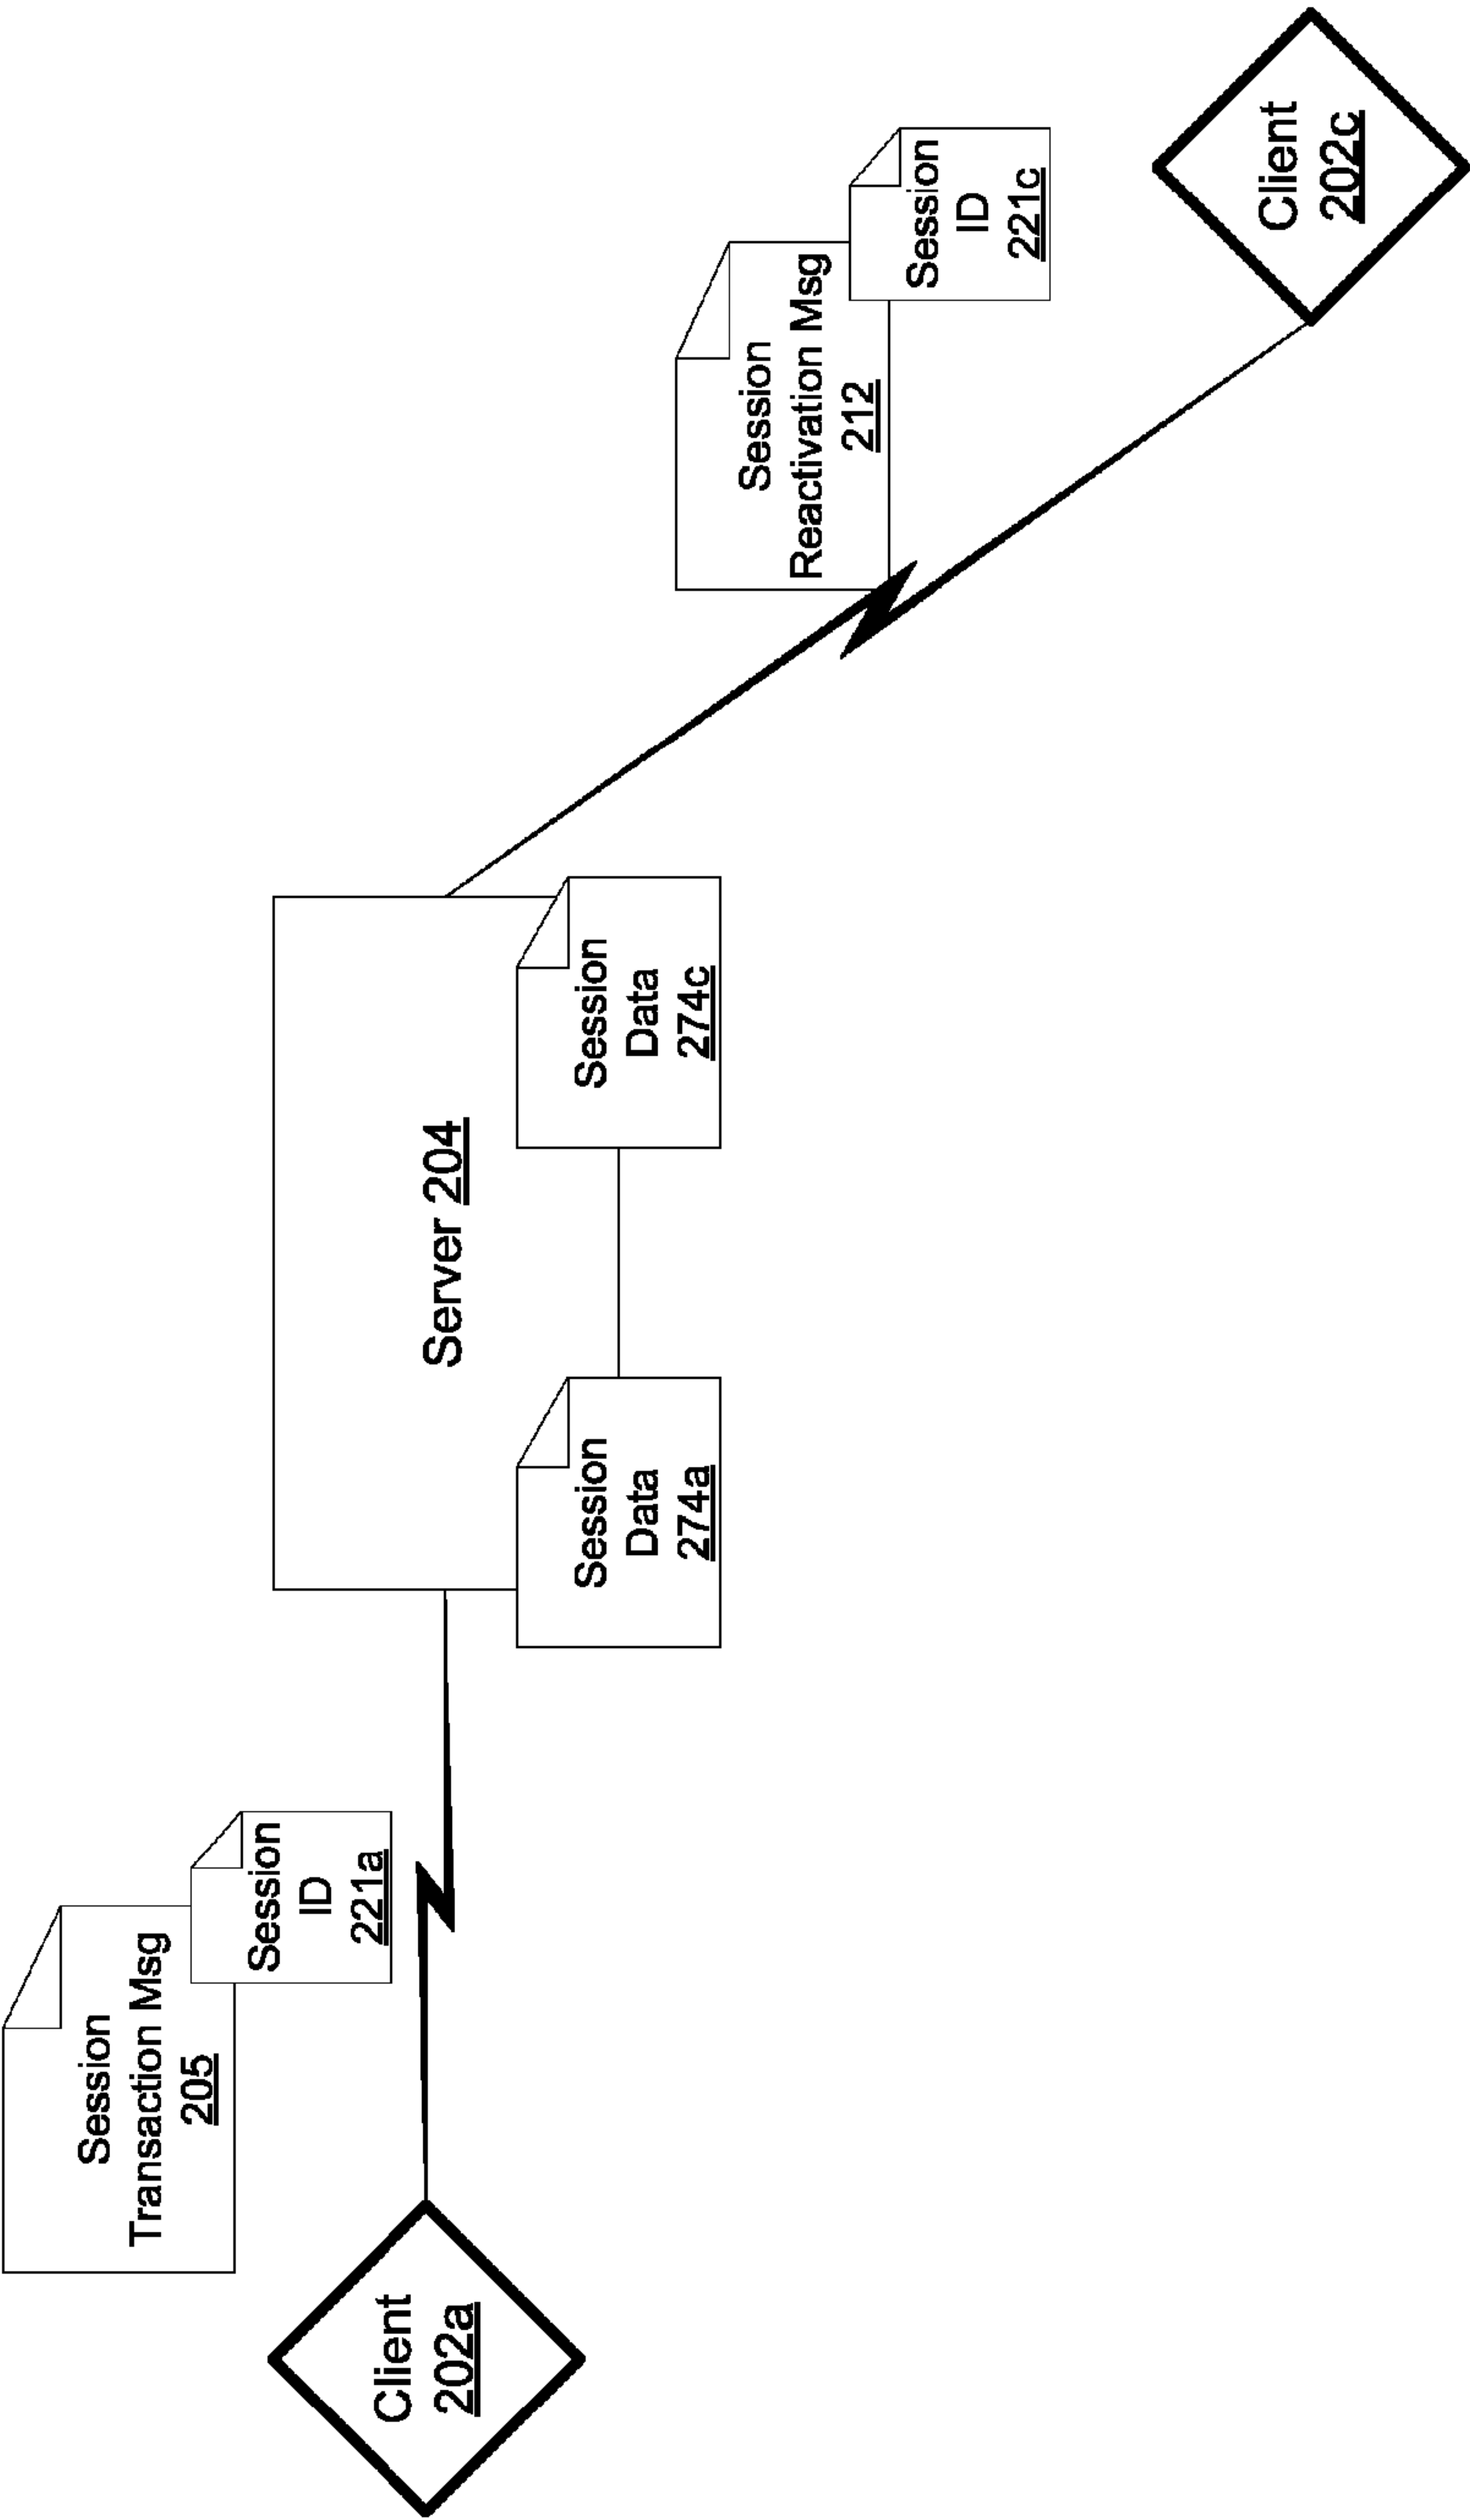 Session
Transaction Msg
205
Session
ID
221a
Client
202a
Server 204
Session
Data
274a
Session
Data
274c
Session
Reactivation Msg
212
Session
ID
221c
Client
202c